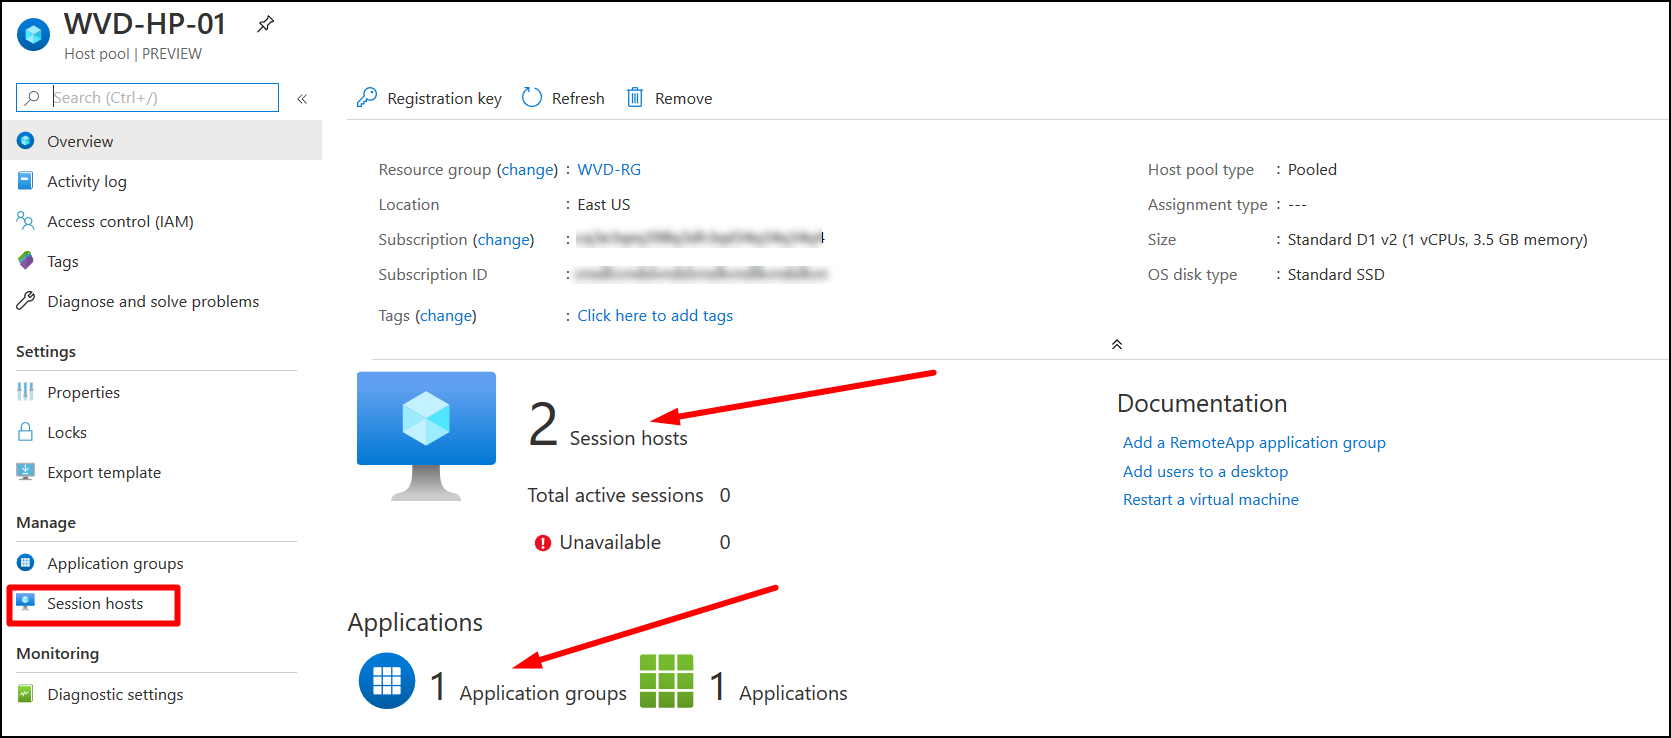 WVD-HP-01
Host pool | PREVIEW
Search (Ctrl+/)
«
Overview
Activity log
Access control (IAM)
Tags
Diagnose and solve problems
Settings
Properties
Locks
Export template
Manage
Application groups
Session hosts
Monitoring
Diagnostic settings
Registration key Refresh Remove
Resource group (change) : WVD-RG
Location : East US
Subscription (change) :
Subscription ID :
Tags (change) : Click here to add tags
Host pool type : Pooled
Assignment type : ---
Size : Standard D1 v2 (1 vCPUs, 3.5 GB memory)
OS disk type : Standard SSD
2 Session hosts
Total active sessions 0
Unavailable 0
Documentation
Add a RemoteApp application group
Add users to a desktop
Restart a virtual machine
Applications
1 Application groups 1 Applications